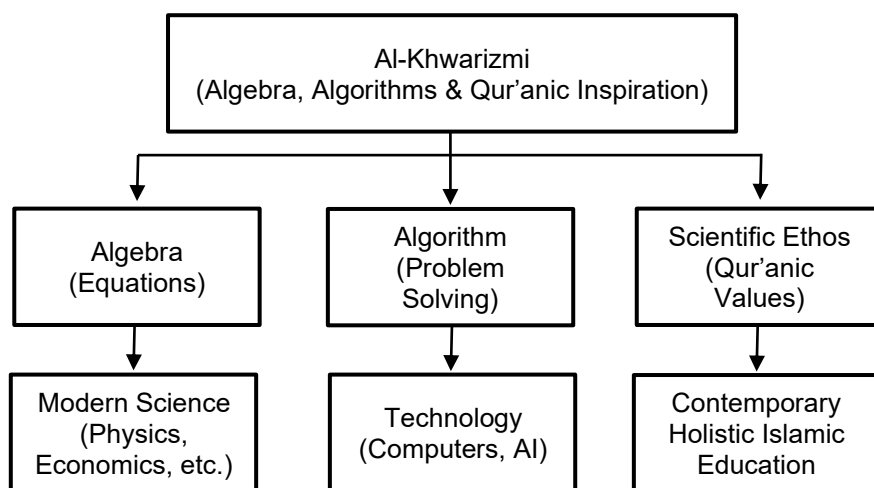 Al-Khwarizmi
(Algebra, Algorithms & Qur’anic Inspiration)
Algebra
(Equations)
Algorithm
(Problem
Solving)
Scientific Ethos
(Qur’anic
Values)
Modern Science
(Physics,
Economics, etc.)
Technology
(Computers, AI)
Contemporary
Holistic Islamic
Education